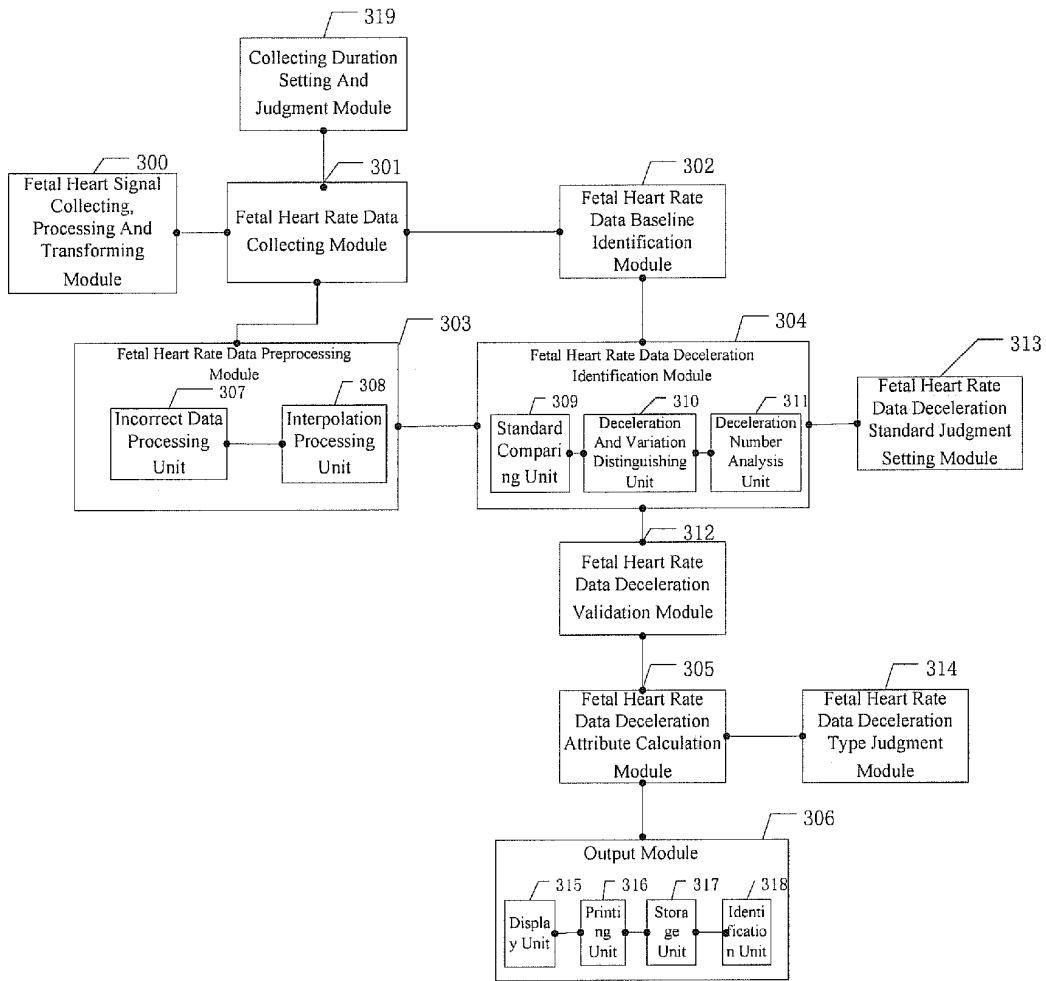 319
Collecting Duration
Setting And
Judgment Module
300
Fetal Heart Signal
Collecting,
Processing And
Transforming
Module
301
Fetal Heart Rate Data
Collecting Module
302
Fetal Heart Rate
Data Baseline
Identification
Module
303
Fetal Heart Rate Data Preprocessing
Module
307
Incorrect Data
Processing
Unit
308
Interpolation
Processing
Unit
304
Fetal Heart Rate Data Deceleration
Identification Module
309
Standard
Compari
ng Unit
310
Deceleration
And Variation
Distinguishing
Unit
311
Deceleration
Number
Analysis
Unit
313
Fetal Heart Rate
Data Deceleration
Standard Judgment
Setting Module
312
Fetal Heart Rate
Data Deceleration
Validation Module
305
Fetal Heart Rate
Data Deceleration
Attribute Calculation
Module
314
Fetal Heart Rate
Data Deceleration
Type Judgment
Module
306
Output Module
315
Displa
y Unit
316
Printi
ng
Unit
317
Stora
ge
Unit
318
Identi
ficatio
n Unit